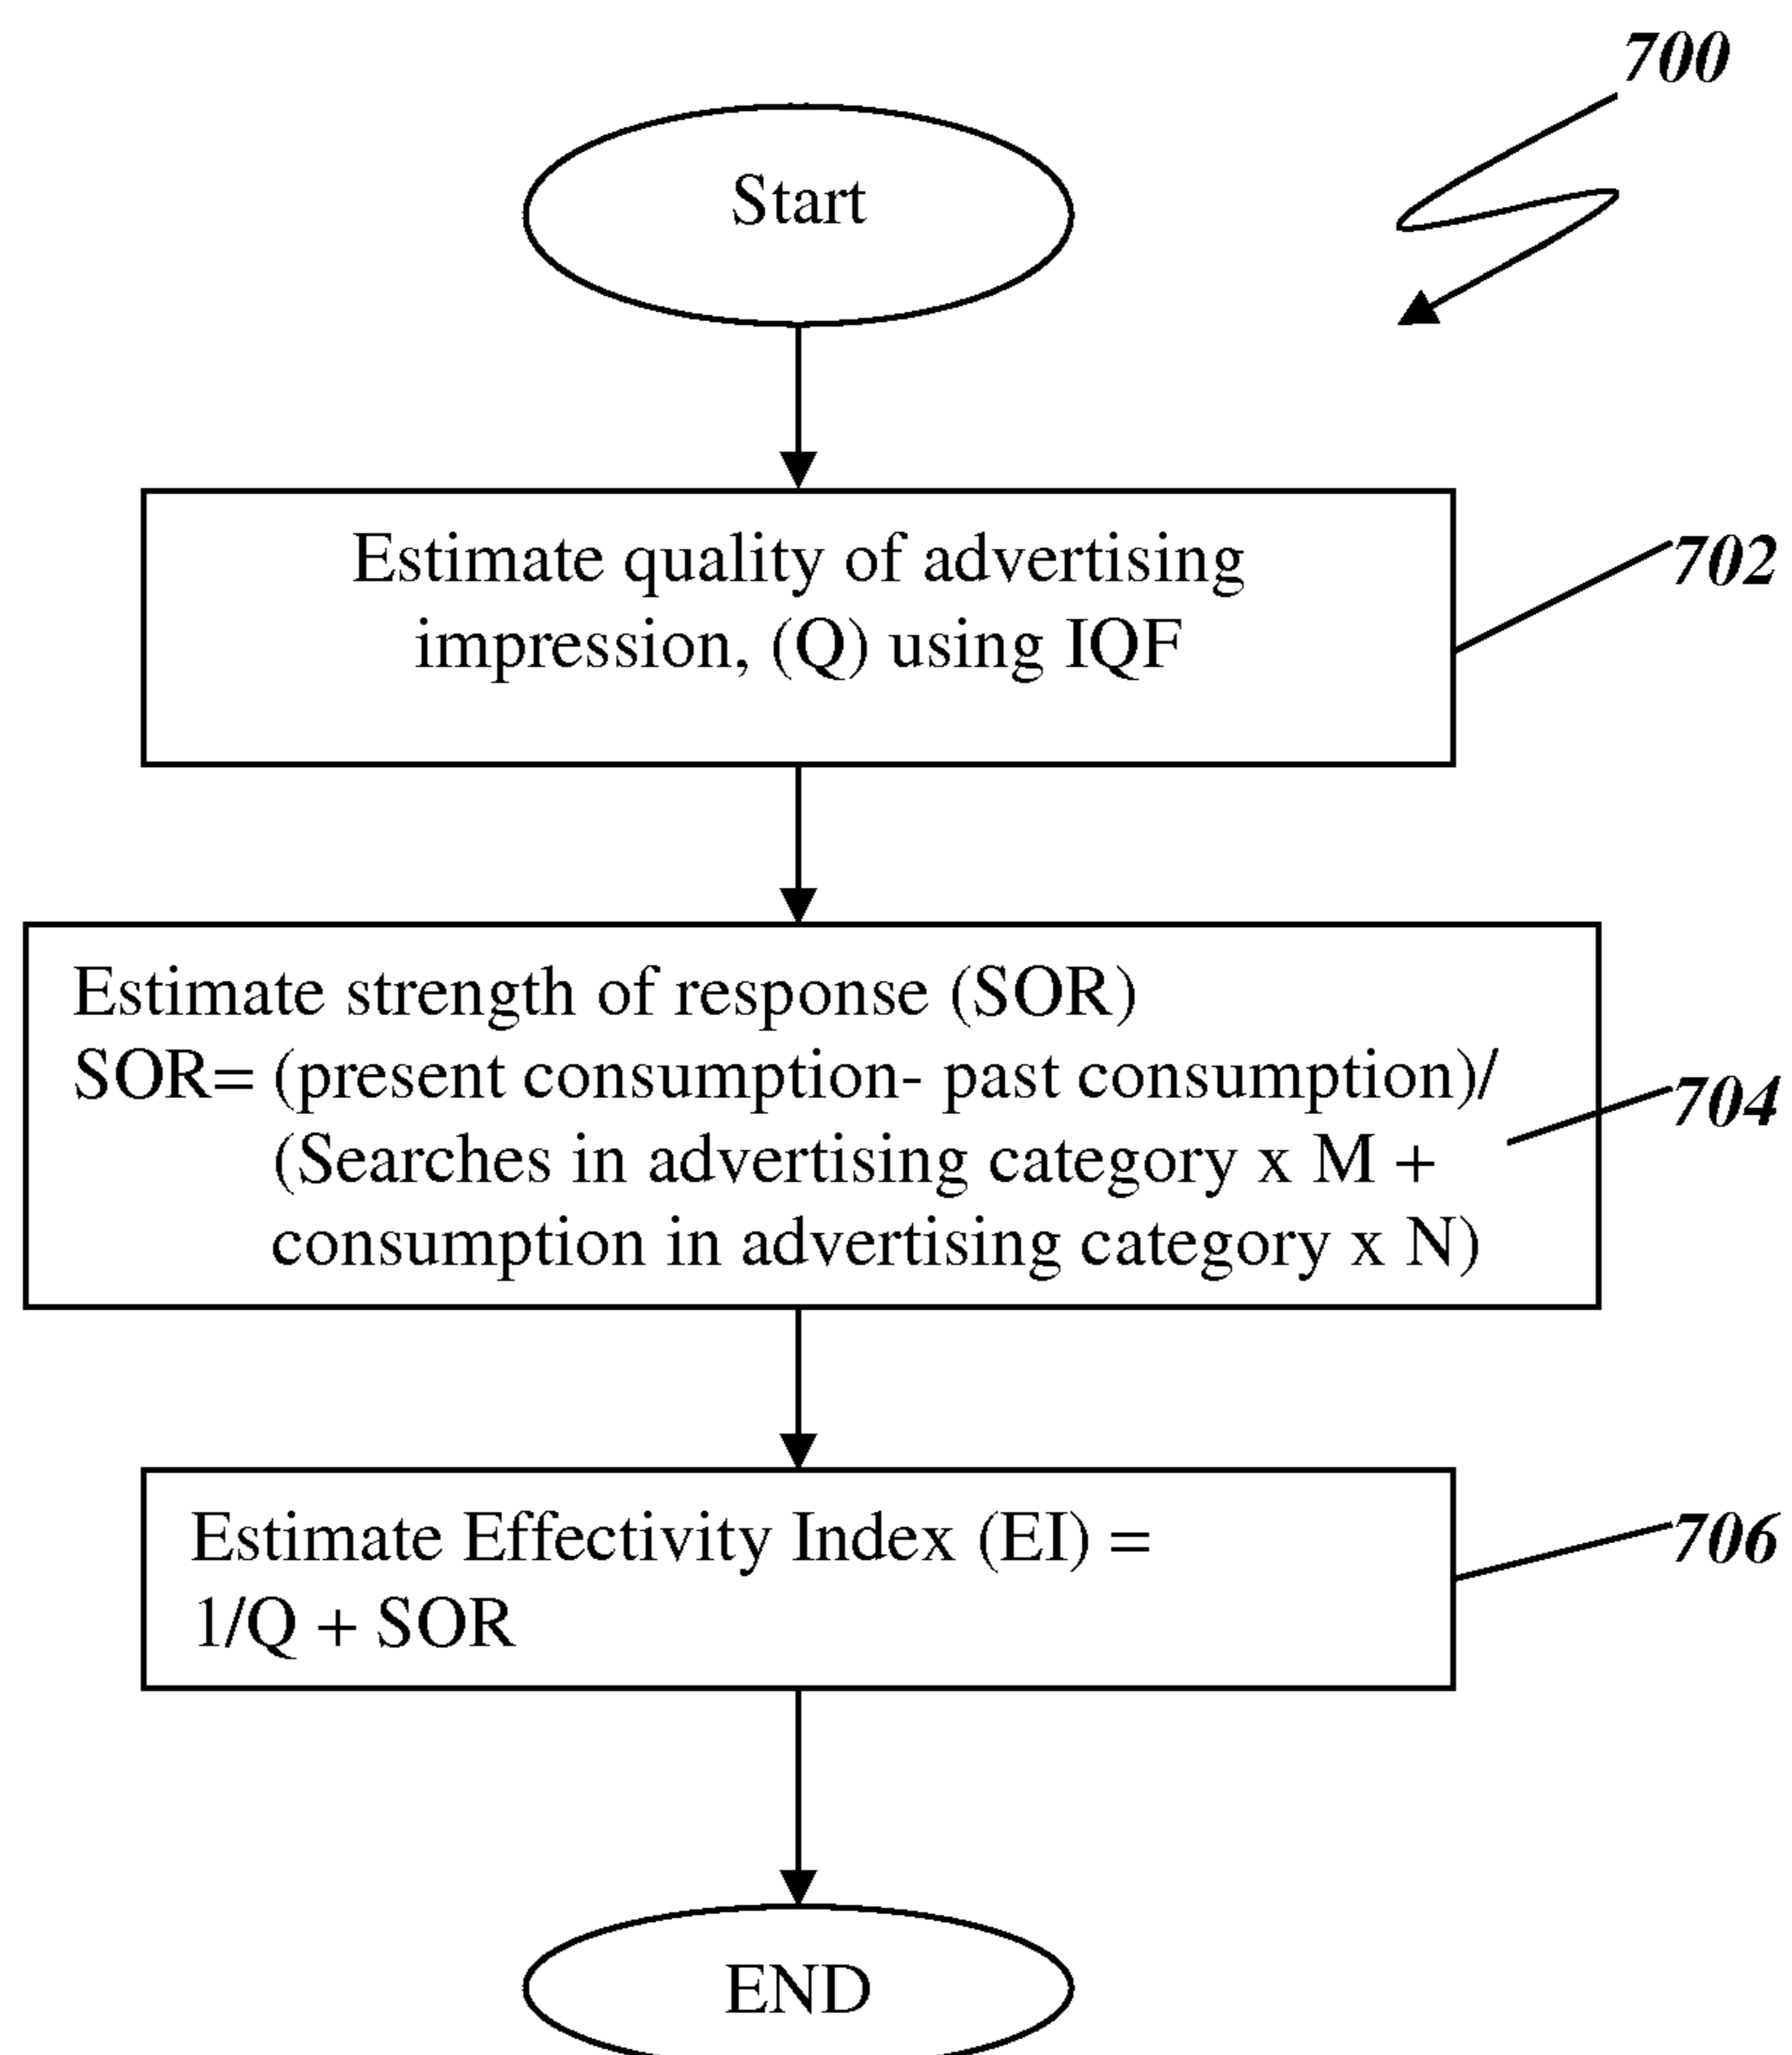 700
Start
Estimate quality of advertising
impression, (Q) using IQF
702
Estimate strength of response (SOR)
SOR= (present consumption- past consumption)/
(Searches in advertising category x M +
consumption in advertising category x N)
704
Estimate Effectivity Index (EI) =
1/Q + SOR
706
END